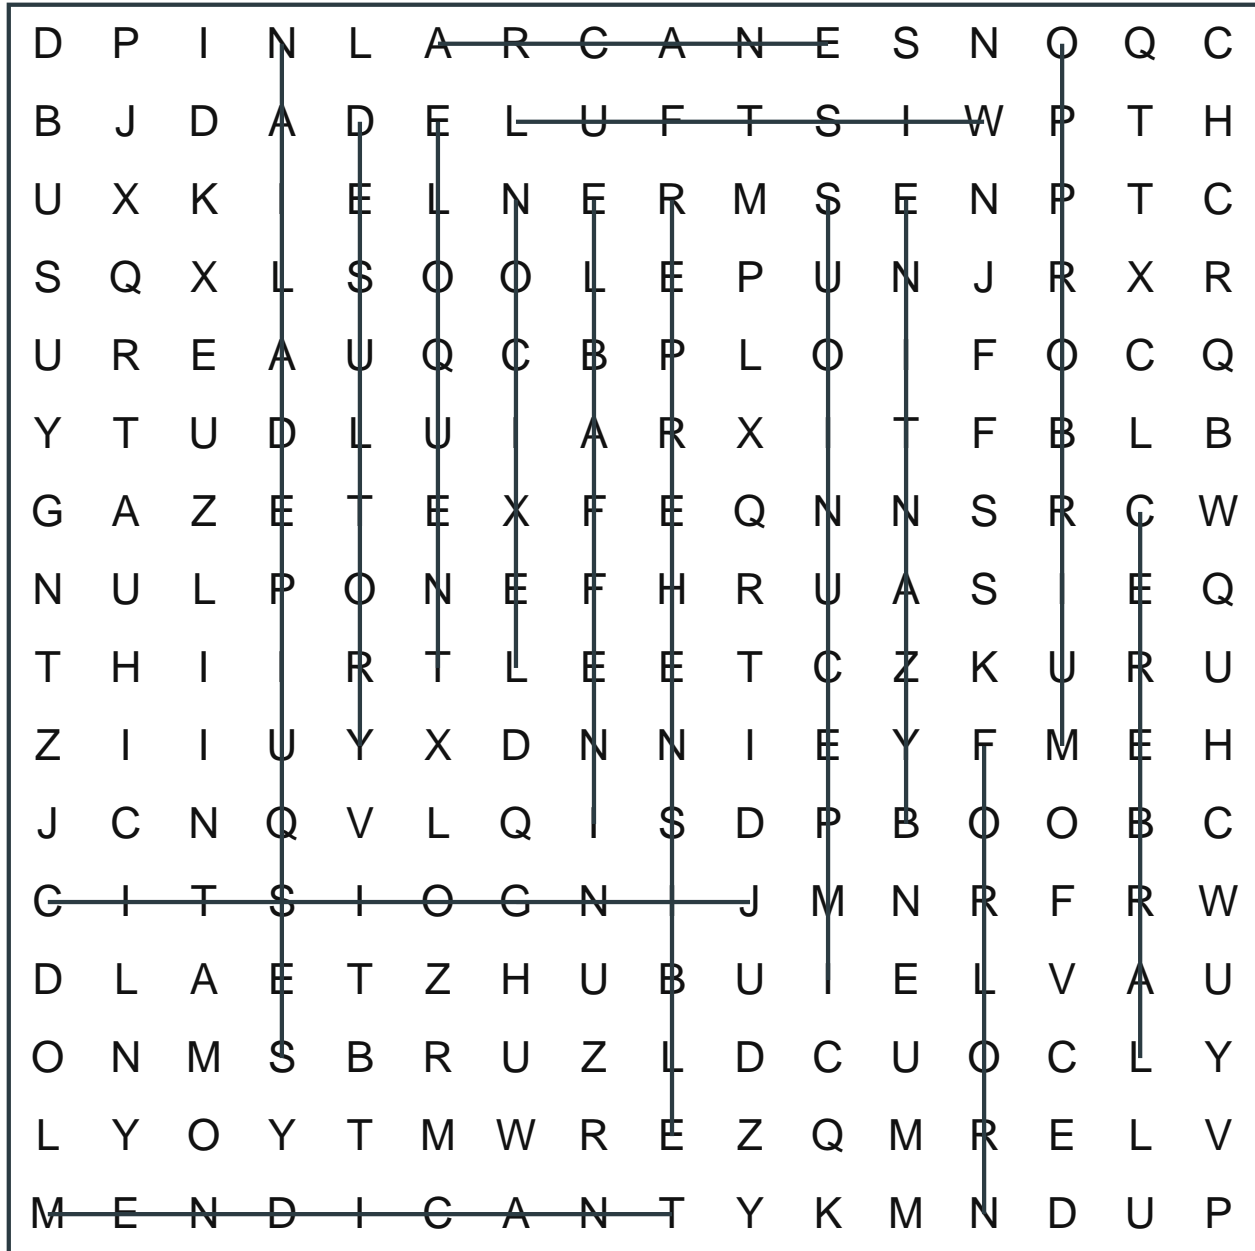 D P I N L A R C A N E S N O Q C
B J D A D E L U F T S I W P T H
U X K I E L N E R M S E N P T C
S Q X L S O O L E P U N J R X R
U R E A U Q C B P L O I F O C Q
Y T U D L U I A R X I T F B L B
G A Z E T E X F E Q N N S R C W
N U L P O N E F H R U A S I E Q
T H I I R T L E E T C Z K U R U
Z I I U Y X D N N I E Y F M E H
J C N Q V L Q I S D P B O O B C
C I T S I O G N I J M N R F R W
D L A E T Z H U B U I E L V A U
O N M S B R U Z L D C U O C L Y
L Y O Y T M W R E Z Q M R E L V
M E N D I C A N T Y K M N D U P